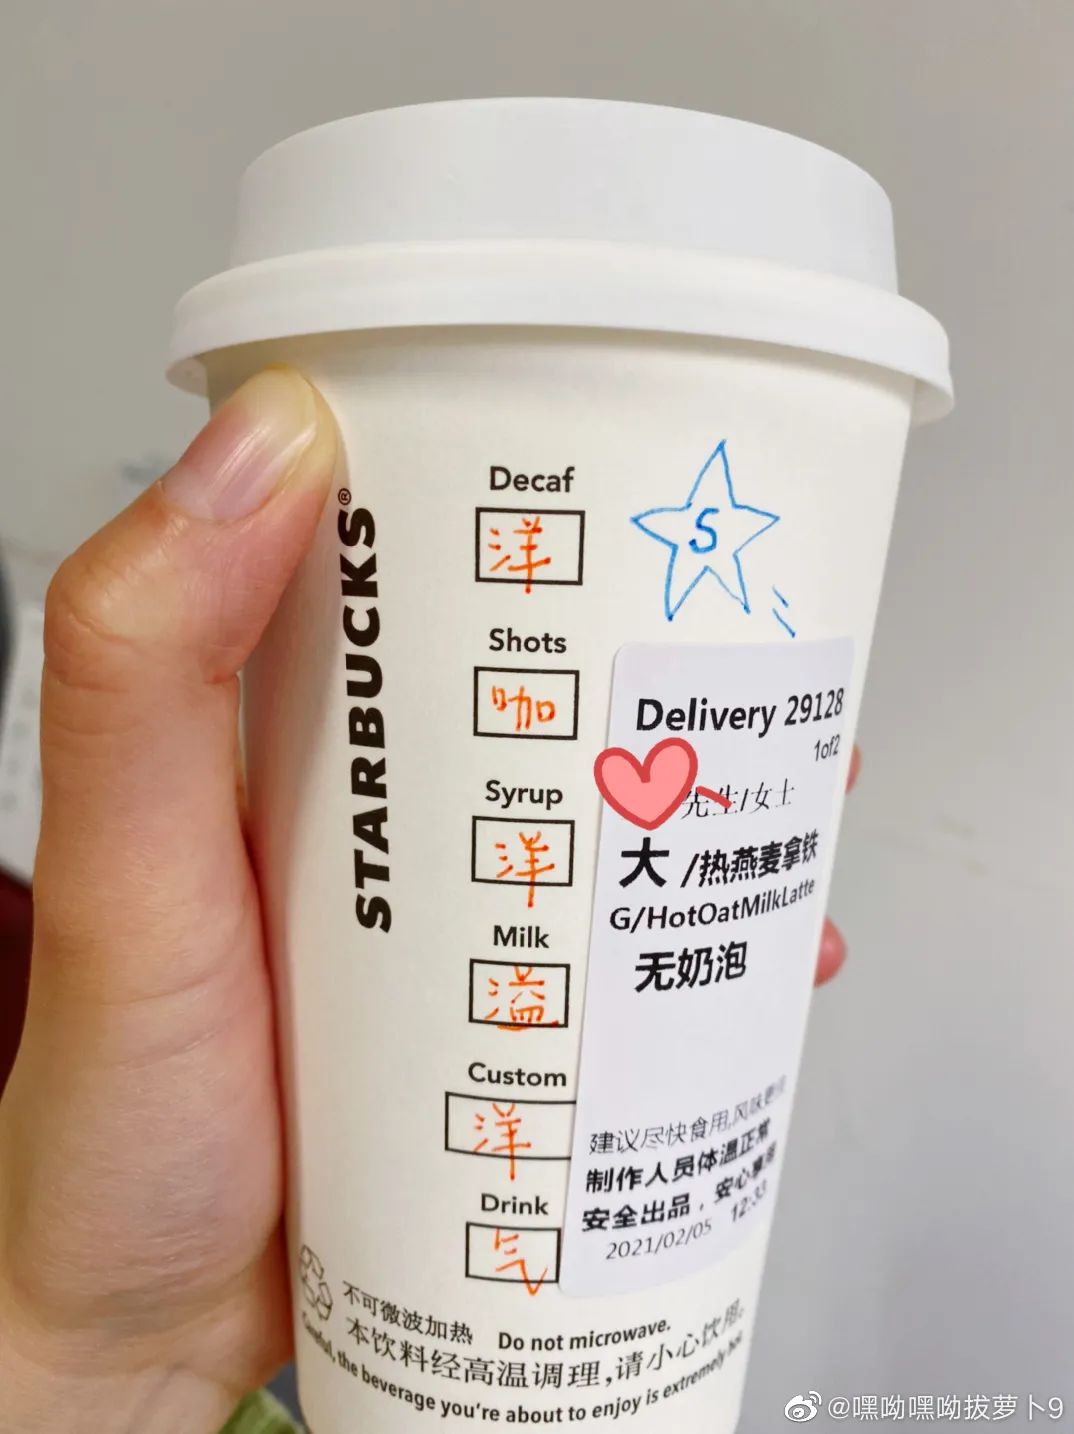 STARBUCKS®
Decaf
洋
Shots
咖
Syrup
洋
Milk
溢
Custom
洋
Drink
气
S
Delivery 29128
1of2
先生/女士
大/热燕麦拿铁
G/HotOatMilkLatte
无奶泡
建议尽快食用,风味更
制作人员体温正常
安全出品，安心享用
2021/02/05 12:33
不可微波加热 Do not microwave.
本饮料经高温调理,请小心饮用。
Careful, the beverage you're about to enjoy is extremely hot.
@嘿呦嘿呦拔萝卜9